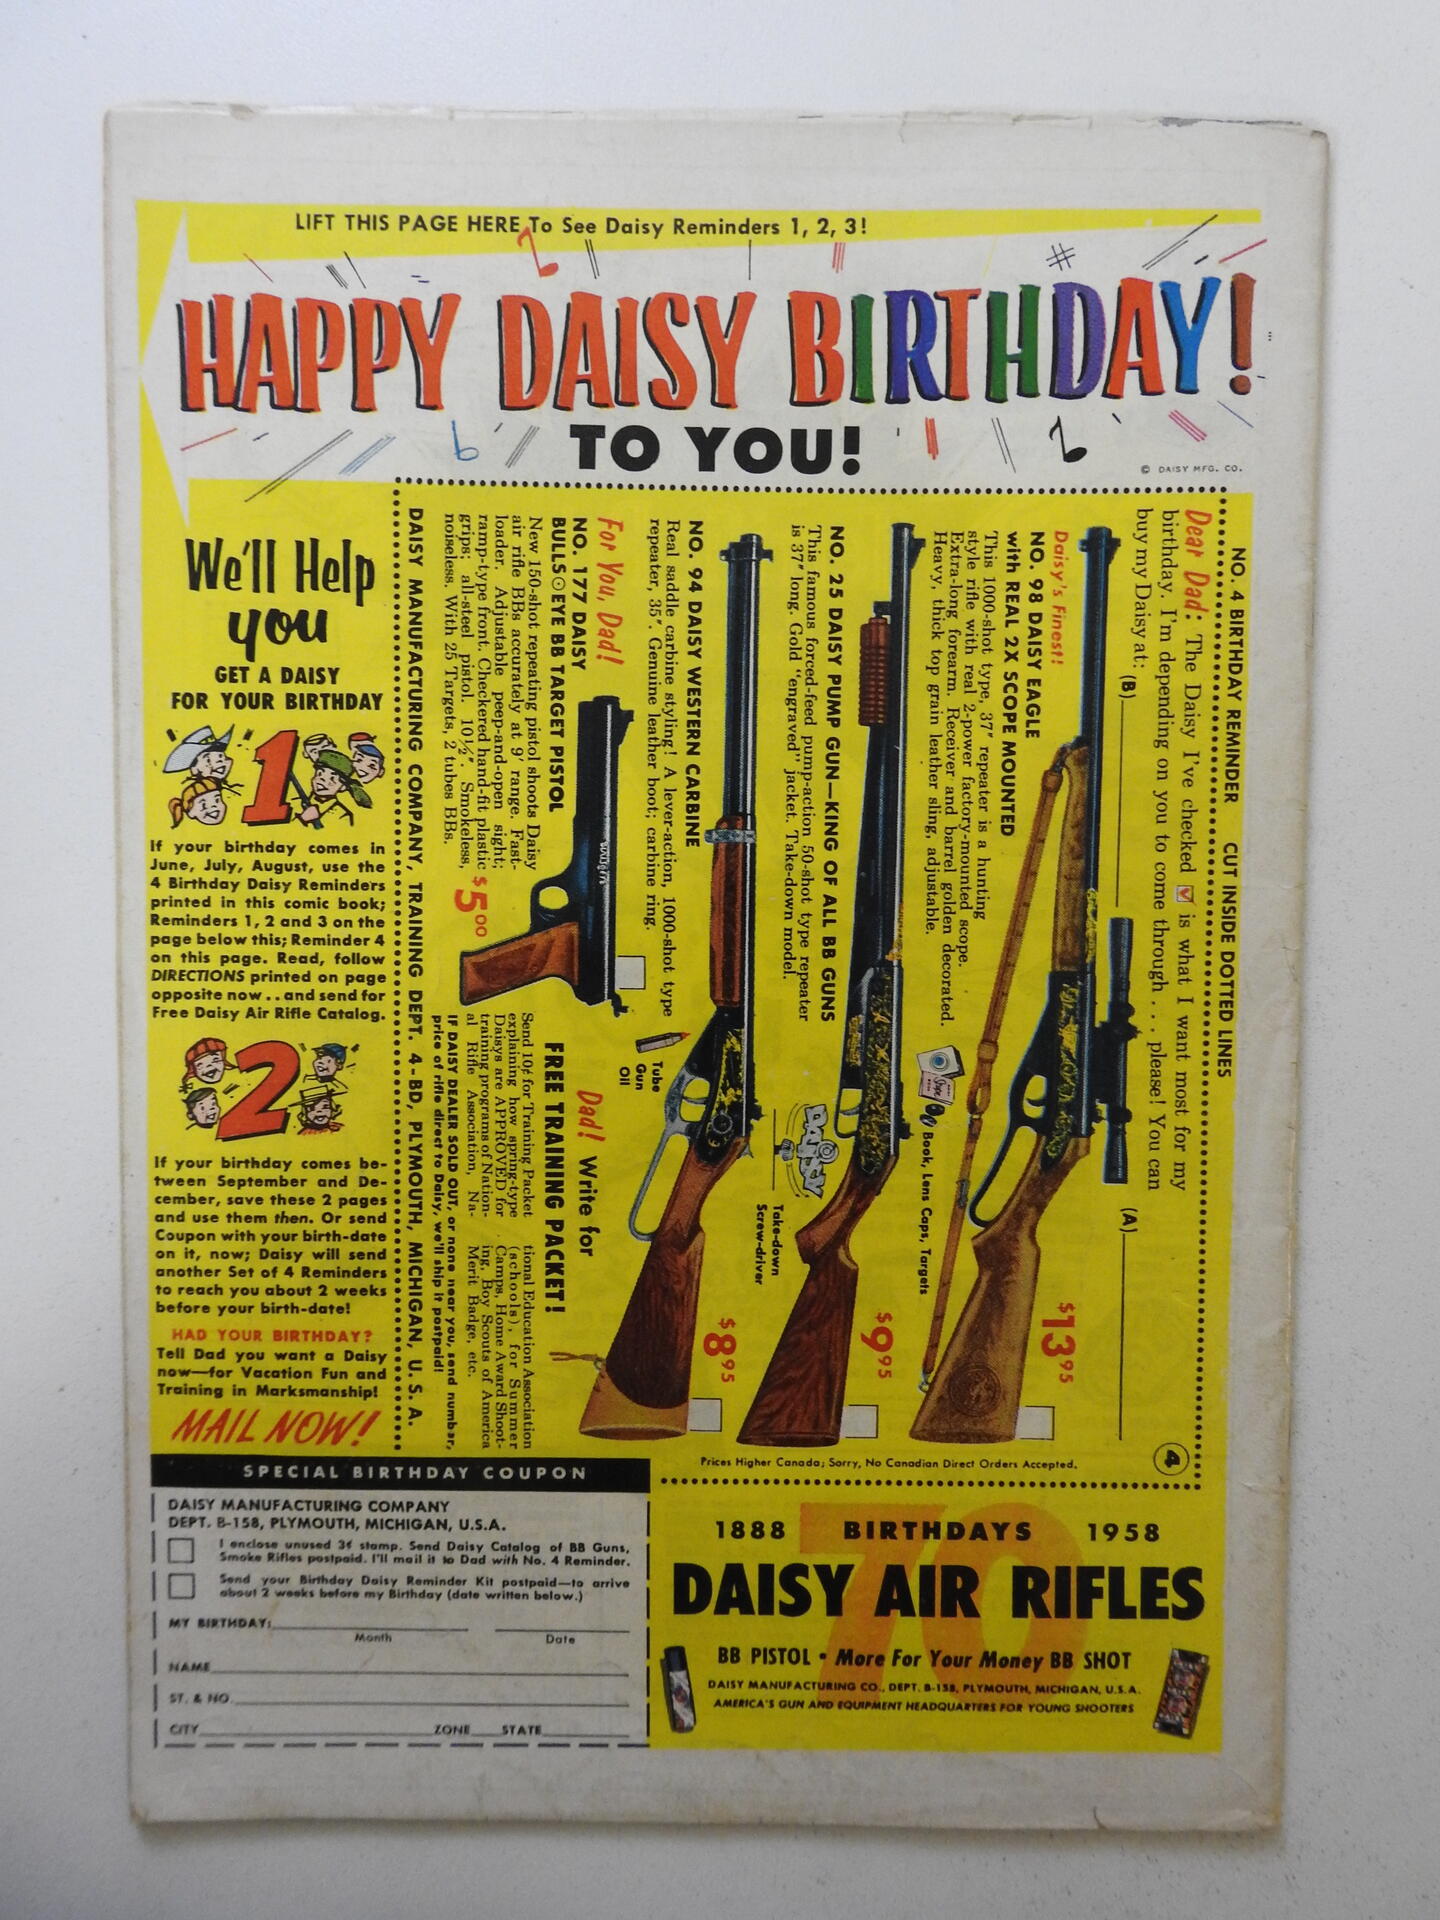 LIFT THIS PAGE HERE To See Daisy Reminders 1, 2, 3!
HAPPY DAISY BIRTHDAY!
TO YOU!
© DAISY MFG. CO.
We'll Help
you
GET A DAISY
FOR YOUR BIRTHDAY
1
If your birthday comes in
June, July, August, use the
4 Birthday Daisy Reminders
printed in this comic book;
Reminders 1, 2 and 3 on the
page below this; Reminder 4
on this page. Read, follow
DIRECTIONS printed on page
opposite now . . and send for
Free Daisy Air Rifle Catalog.
2
If your birthday comes be-
tween September and De-
cember, save these 2 pages
and use them then. Or send
Coupon with your birth-date
on it, now; Daisy will send
another Set of 4 Reminders
to reach you about 2 weeks
before your birth-date!
HAD YOUR BIRTHDAY?
Tell Dad you want a Daisy
now—for Vacation Fun and
Training in Marksmanship!
MAIL NOW!
NO. 4 BIRTHDAY REMINDER CUT INSIDE DOTTED LINES
Dear Dad: The Daisy I've checked is what I want most for my
birthday. I'm depending on you to come through . . . please! You can
buy my Daisy at:
(A)
(B)
4
Daisy's Finest!
NO. 98 DAISY EAGLE
with REAL 2X SCOPE MOUNTED
This 1000-shot type, 37" repeater is a hunting
style rifle with real 2-power factory-mounted scope.
Extra-long forearm. Receiver and barrel golden decorated.
Heavy, thick top grain leather sling, adjustable.
Book, Lens Caps, Targets
$13.95
NO. 25 DAISY PUMP GUN—KING OF ALL BB GUNS
This famous forced-feed pump-action 50-shot type repeater
is 37" long. Gold "engraved" jacket. Take-down model.
DAISY
Take-down
Screw-driver
$9.95
NO. 94 DAISY WESTERN CARBINE
Real saddle carbine styling! A lever-action, 1000-shot type
repeater, 35". Genuine leather boot; carbine ring.
Tube
Gun
Oil
$8.95
For You, Dad!
NO. 177 DAISY
BULLS-EYE BB TARGET PISTOL
New 150-shot repeating pistol shoots Daisy
air rifle BBs accurately at 9' range. Fast-
loader. Adjustable peep-and-open sight;
ramp-type front. Checkered hand-fit plastic
grips; all-steel pistol. 10½". Smokeless,
noiseless. With 25 Targets, 2 tubes BBs.
$5.00
Dad! Write for
FREE TRAINING PACKET!
Send 10¢ for Training Packet
explaining how spring-type
Daisys are APPROVED for
training programs of Nation-
al Rifle Association, Na-
tional Education Association
(schools), for Summer
Camps, Home Award Shoot-
ing, Boy Scouts of America
Merit Badge, etc.
IF DAISY DEALER SOLD OUT, or none near you, send number,
price of rifle direct to Daisy, we'll ship it postpaid!
DAISY MANUFACTURING COMPANY, TRAINING DEPT. 4-BD, PLYMOUTH, MICHIGAN, U. S. A.
Prices Higher Canada; Sorry, No Canadian Direct Orders Accepted.
SPECIAL BIRTHDAY COUPON
DAISY MANUFACTURING COMPANY
DEPT. B-158, PLYMOUTH, MICHIGAN, U.S.A.
I enclose unused 3¢ stamp. Send Daisy Catalog of BB Guns,
Smoke Rifles postpaid. I'll mail it to Dad with No. 4 Reminder.
Send your Birthday Daisy Reminder Kit postpaid—to arrive
about 2 weeks before my Birthday (date written below.)
MY BIRTHDAY:
Month Date
NAME
ST. & NO.
CITY ZONE STATE
70
1888 BIRTHDAYS 1958
DAISY AIR RIFLES
BB PISTOL • More For Your Money BB SHOT
DAISY MANUFACTURING CO., DEPT. B-158, PLYMOUTH, MICHIGAN, U.S.A.
AMERICA'S GUN AND EQUIPMENT HEADQUARTERS FOR YOUNG SHOOTERS